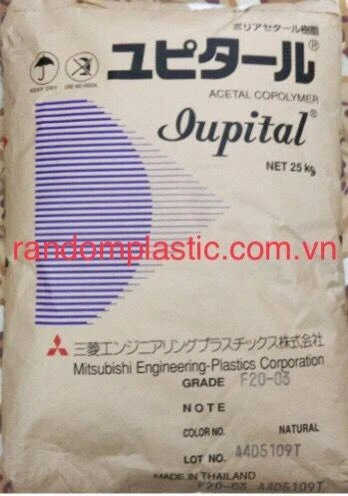 ポリアセタール樹脂
ユピタール®
KEEP DRY
USE NO HOOK
ACETAL COPOLYMER
Iupital®
NET 25 kg
randomplastic.com.vn
三菱エンジニアリングプラスチックス株式会社
Mitsubishi Engineering-Plastics Corporation
GRADE F20-03
NOTE
COLOR NO. NATURAL
LOT NO. A4D5109T
MADE IN THAILAND
F20-03 A4D5109T